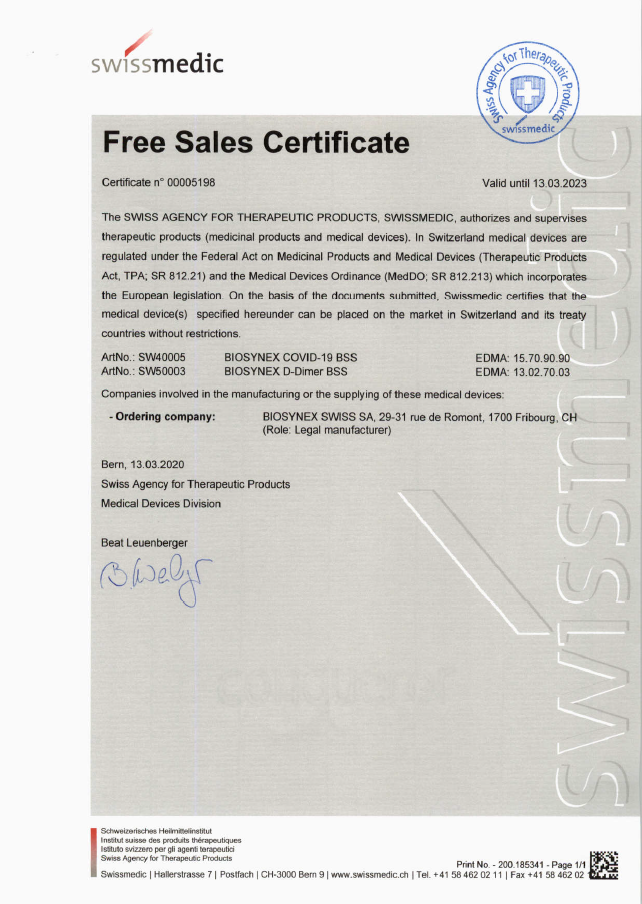 swissmedic
Swiss Agency for Therapeutic Products
swissmedic
Free Sales Certificate
Certificate n° 00005198
Valid until 13.03.2023
The SWISS AGENCY FOR THERAPEUTIC PRODUCTS, SWISSMEDIC, authorizes and supervises
therapeutic products (medicinal products and medical devices). In Switzerland medical devices are
regulated under the Federal Act on Medicinal Products and Medical Devices (Therapeutic Products
Act, TPA; SR 812.21) and the Medical Devices Ordinance (MedDO; SR 812.213) which incorporates
the European legislation. On the basis of the documents submitted, Swissmedic certifies that the
medical device(s) specified hereunder can be placed on the market in Switzerland and its treaty
countries without restrictions.
ArtNo.: SW40005 BIOSYNEX COVID-19 BSS EDMA: 15.70.90.90
ArtNo.: SW50003 BIOSYNEX D-Dimer BSS EDMA: 13.02.70.03
Companies involved in the manufacturing or the supplying of these medical devices:
- Ordering company: BIOSYNEX SWISS SA, 29-31 rue de Romont, 1700 Fribourg, CH
(Role: Legal manufacturer)
Bern, 13.03.2020
Swiss Agency for Therapeutic Products
Medical Devices Division
Beat Leuenberger
swissmedic
Schweizerisches Heilmittelinstitut
Institut suisse des produits thérapeutiques
Istituto svizzero per gli agenti terapeutici
Swiss Agency for Therapeutic Products
Print No. - 200.185341 - Page 1/1
Swissmedic | Hallerstrasse 7 | Postfach | CH-3000 Bern 9 | www.swissmedic.ch | Tel. +41 58 462 02 11 | Fax +41 58 462 02